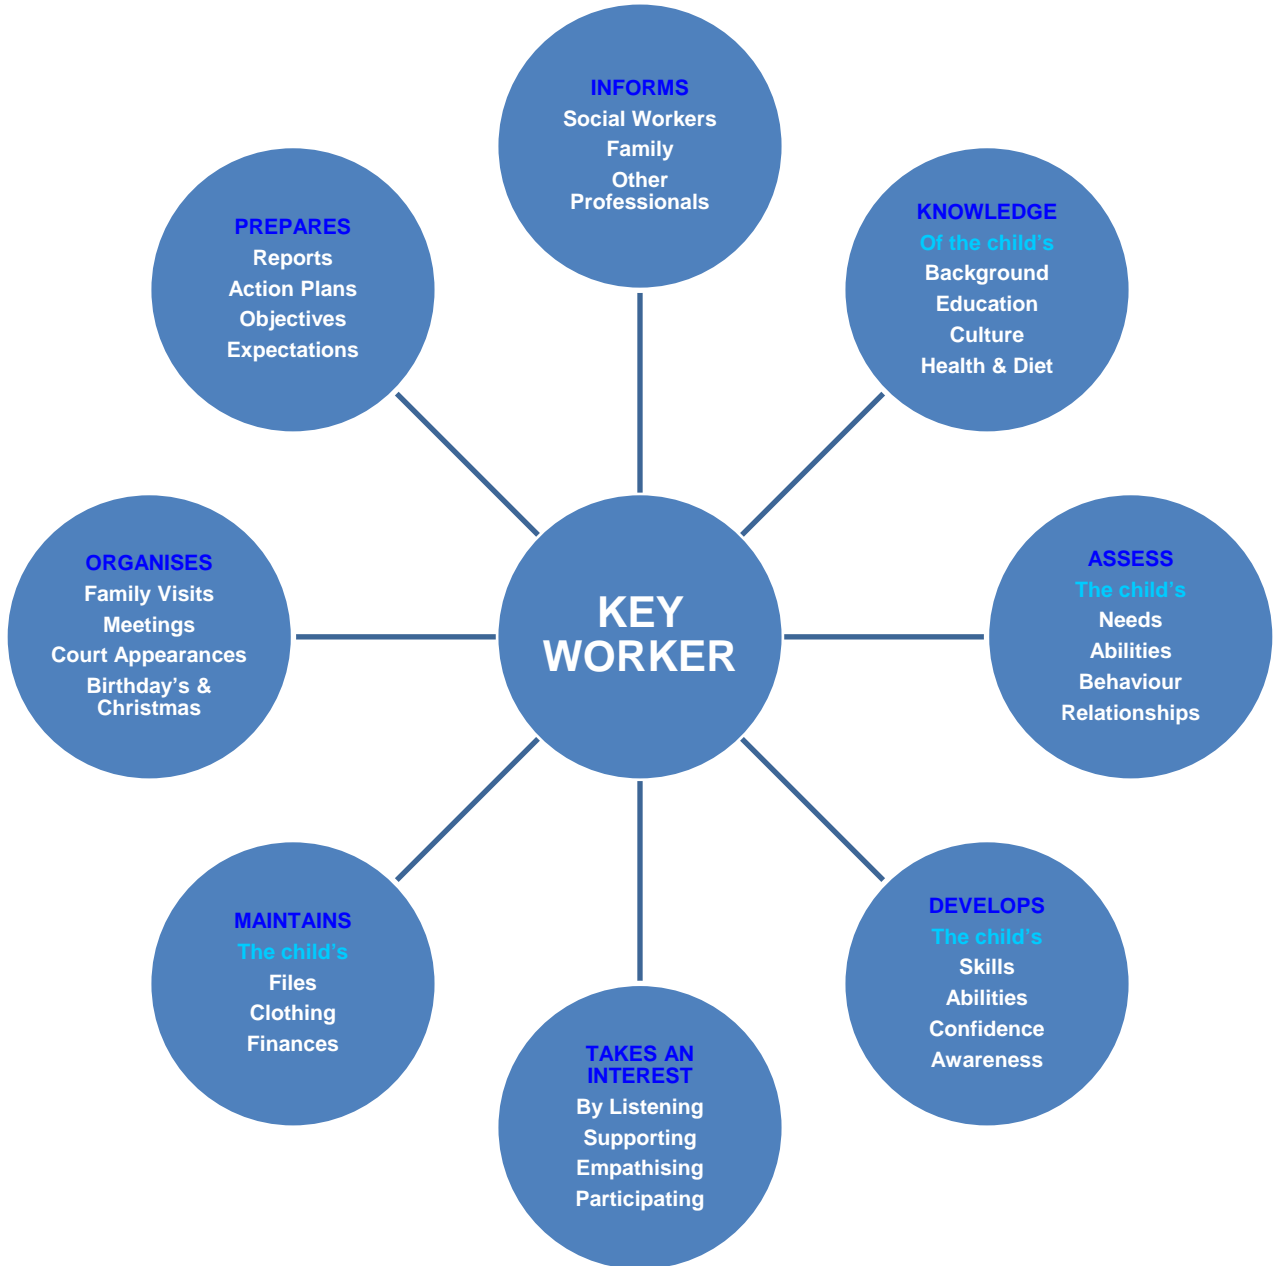 INFORMS
Social Workers
Family
Other
Professionals
KNOWLEDGE
Of the child's
Background
Education
Culture
Health & Diet
ASSESS
The child's
Needs
Abilities
Behaviour
Relationships
DEVELOPS
The child's
Skills
Abilities
Confidence
Awareness
TAKES AN
INTEREST
By Listening
Supporting
Empathising
Participating
MAINTAINS
The child's
Files
Clothing
Finances
ORGANISES
Family Visits
Meetings
Court Appearances
Birthday’s &
Christmas
PREPARES
Reports
Action Plans
Objectives
Expectations
KEY
WORKER